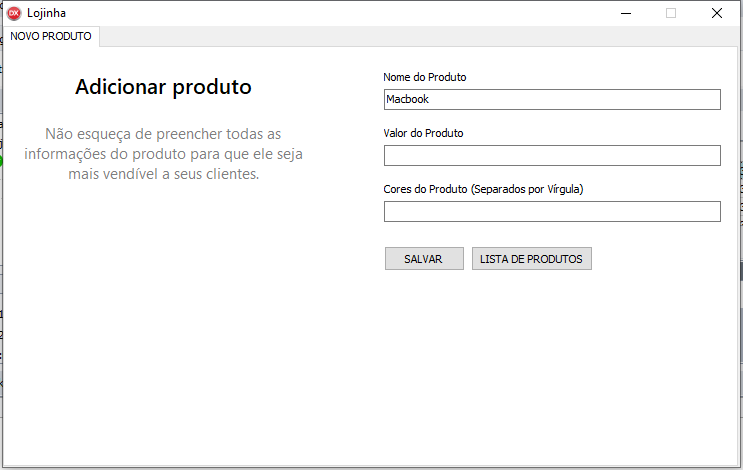 DX Lojinha
NOVO PRODUTO
Adicionar produto
Não esqueça de preencher todas as
informações do produto para que ele seja
mais vendível a seus clientes.
Nome do Produto
Macbook
Valor do Produto
Cores do Produto (Separados por Vírgula)
SALVAR LISTA DE PRODUTOS